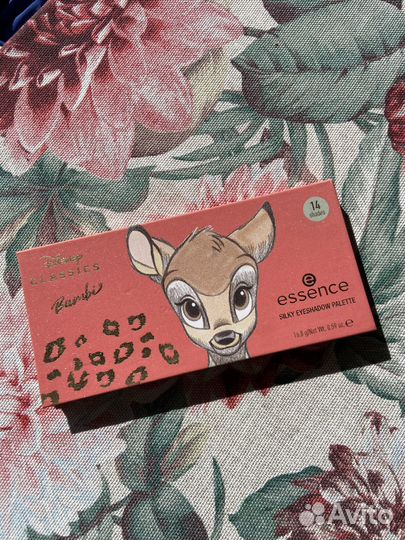 Disney
CLASSICS
Bambi
14
shades
essence
SILKY EYESHADOW PALETTE
16.8 g/Net Wt. 0.59 oz. e
Avito